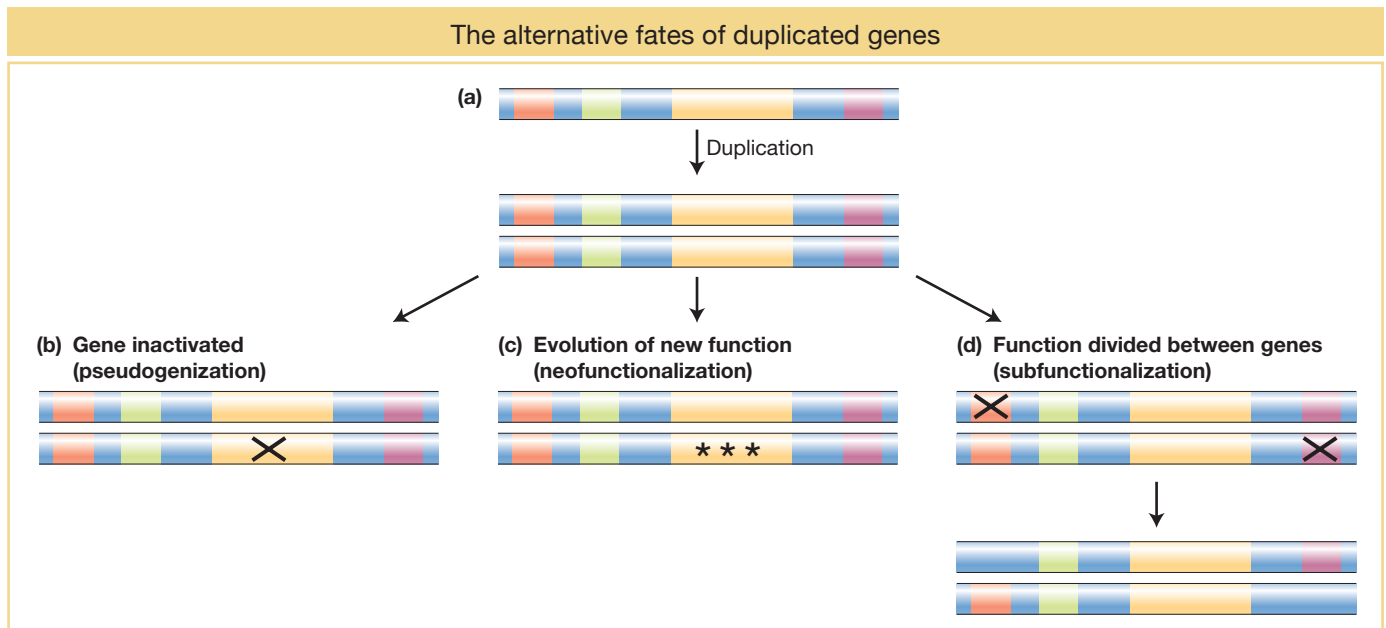 The alternative fates of duplicated genes
(a)
Duplication
(b) Gene inactivated
(pseudogenization)
(c) Evolution of new function
(neofunctionalization)
* * *
(d) Function divided between genes
(subfunctionalization)